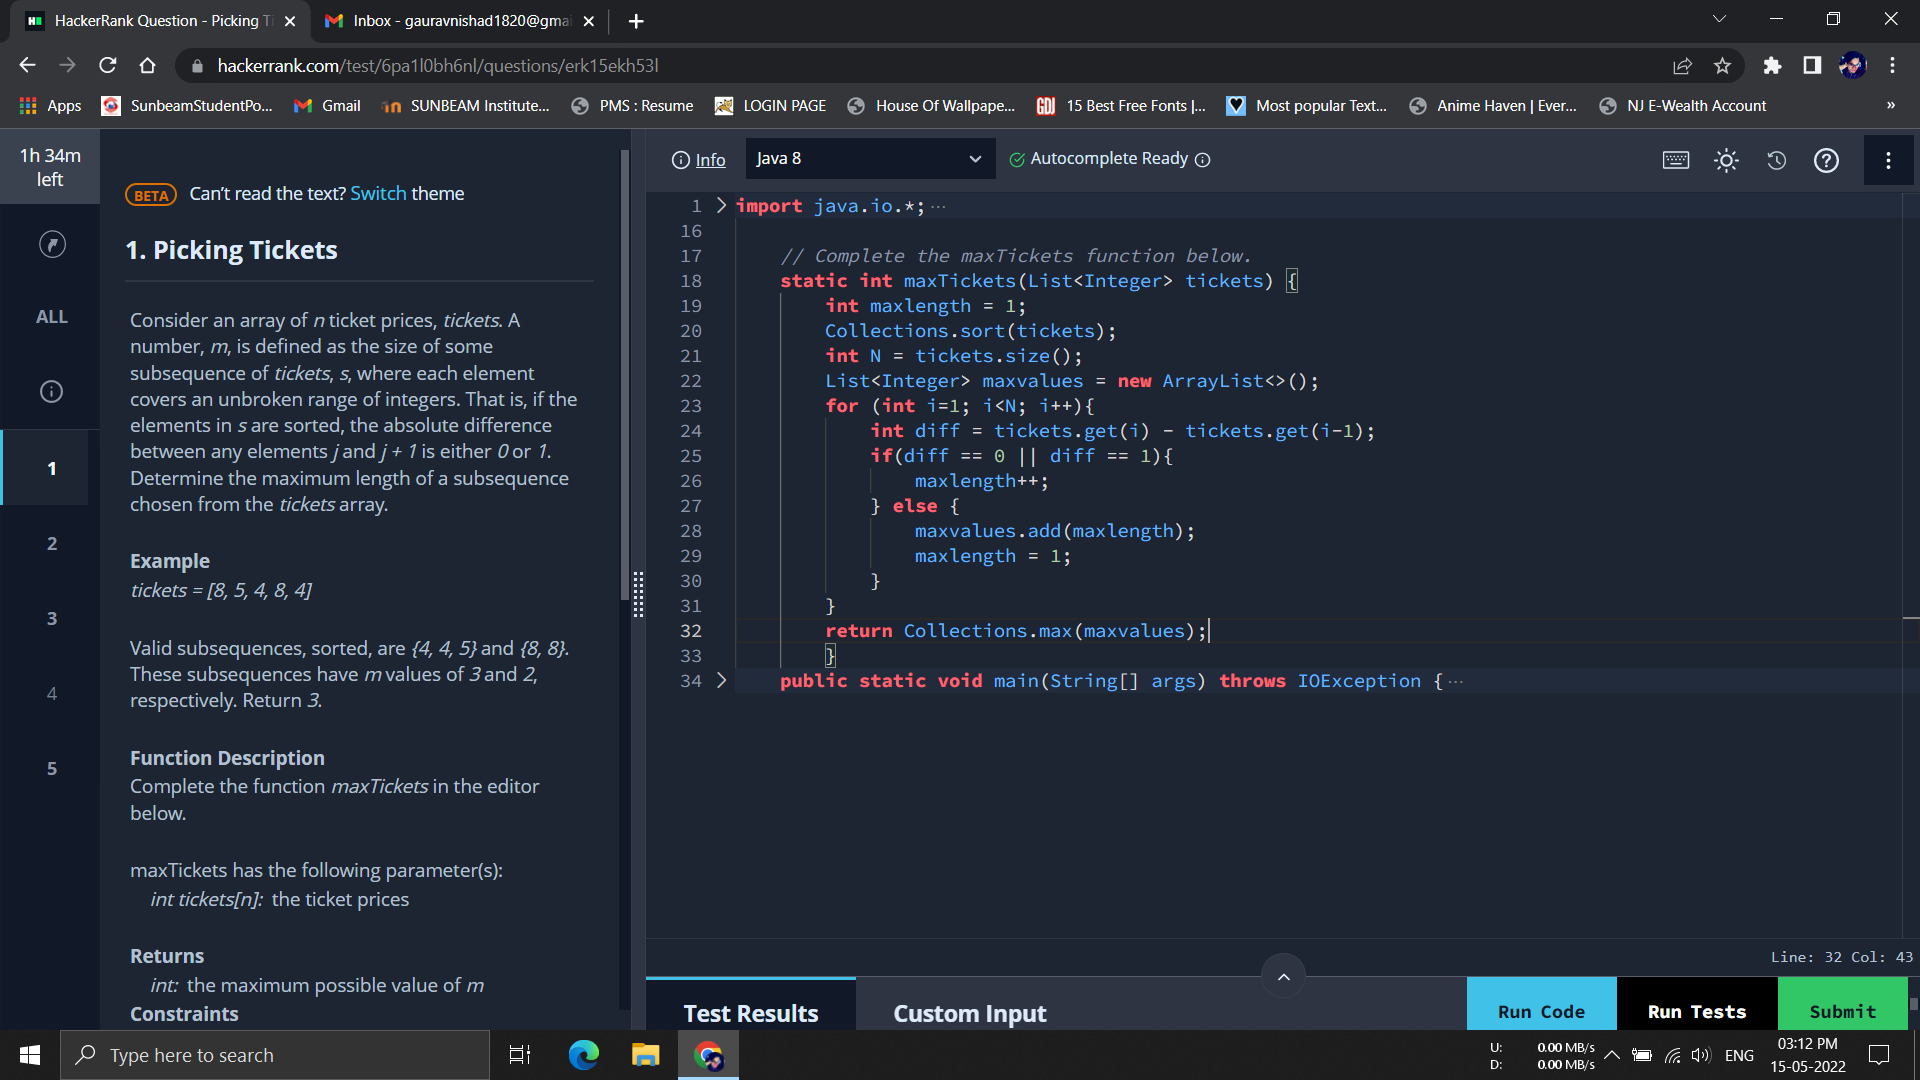 HackerRank Question - Picking Ti
Inbox - gauravnishad1820@gma
hackerrank.com/test/6pa1l0bh6nl/questions/erk15ekh53l
Apps
SunbeamStudentPo...
Gmail
SUNBEAM Institute...
PMS : Resume
LOGIN PAGE
House Of Wallpape...
GDJ
15 Best Free Fonts |...
Most popular Text...
Anime Haven | Ever...
NJ E-Wealth Account
»
1h 34m
left
ALL
1
2
3
4
5
BETA Can't read the text? Switch theme
1. Picking Tickets
Consider an array of n ticket prices, tickets. A
number, m, is defined as the size of some
subsequence of tickets, s, where each element
covers an unbroken range of integers. That is, if the
elements in s are sorted, the absolute difference
between any elements j and j + 1 is either 0 or 1.
Determine the maximum length of a subsequence
chosen from the tickets array.
Example
tickets = [8, 5, 4, 8, 4]
Valid subsequences, sorted, are {4, 4, 5} and {8, 8}.
These subsequences have m values of 3 and 2,
respectively. Return 3.
Function Description
Complete the function maxTickets in the editor
below.
maxTickets has the following parameter(s):
int tickets[n]: the ticket prices
Returns
int: the maximum possible value of m
Constraints
Info
Java 8
Autocomplete Ready
1 import java.io.*; ···
16
17 // Complete the maxTickets function below.
18 static int maxTickets(List<Integer> tickets) {
19 int maxlength = 1;
20 Collections.sort(tickets);
21 int N = tickets.size();
22 List<Integer> maxvalues = new ArrayList<>();
23 for (int i=1; i<N; i++){
24 int diff = tickets.get(i) - tickets.get(i-1);
25 if(diff == 0 || diff == 1){
26 maxlength++;
27 } else {
28 maxvalues.add(maxlength);
29 maxlength = 1;
30 }
31 }
32 return Collections.max(maxvalues);
33 }
34 public static void main(String[] args) throws IOException { ···
Line: 32 Col: 43
Test Results
Custom Input
Run Code
Run Tests
Submit
Type here to search
U: 0.00 MB/s
D: 0.00 MB/s
ENG
03:12 PM
15-05-2022